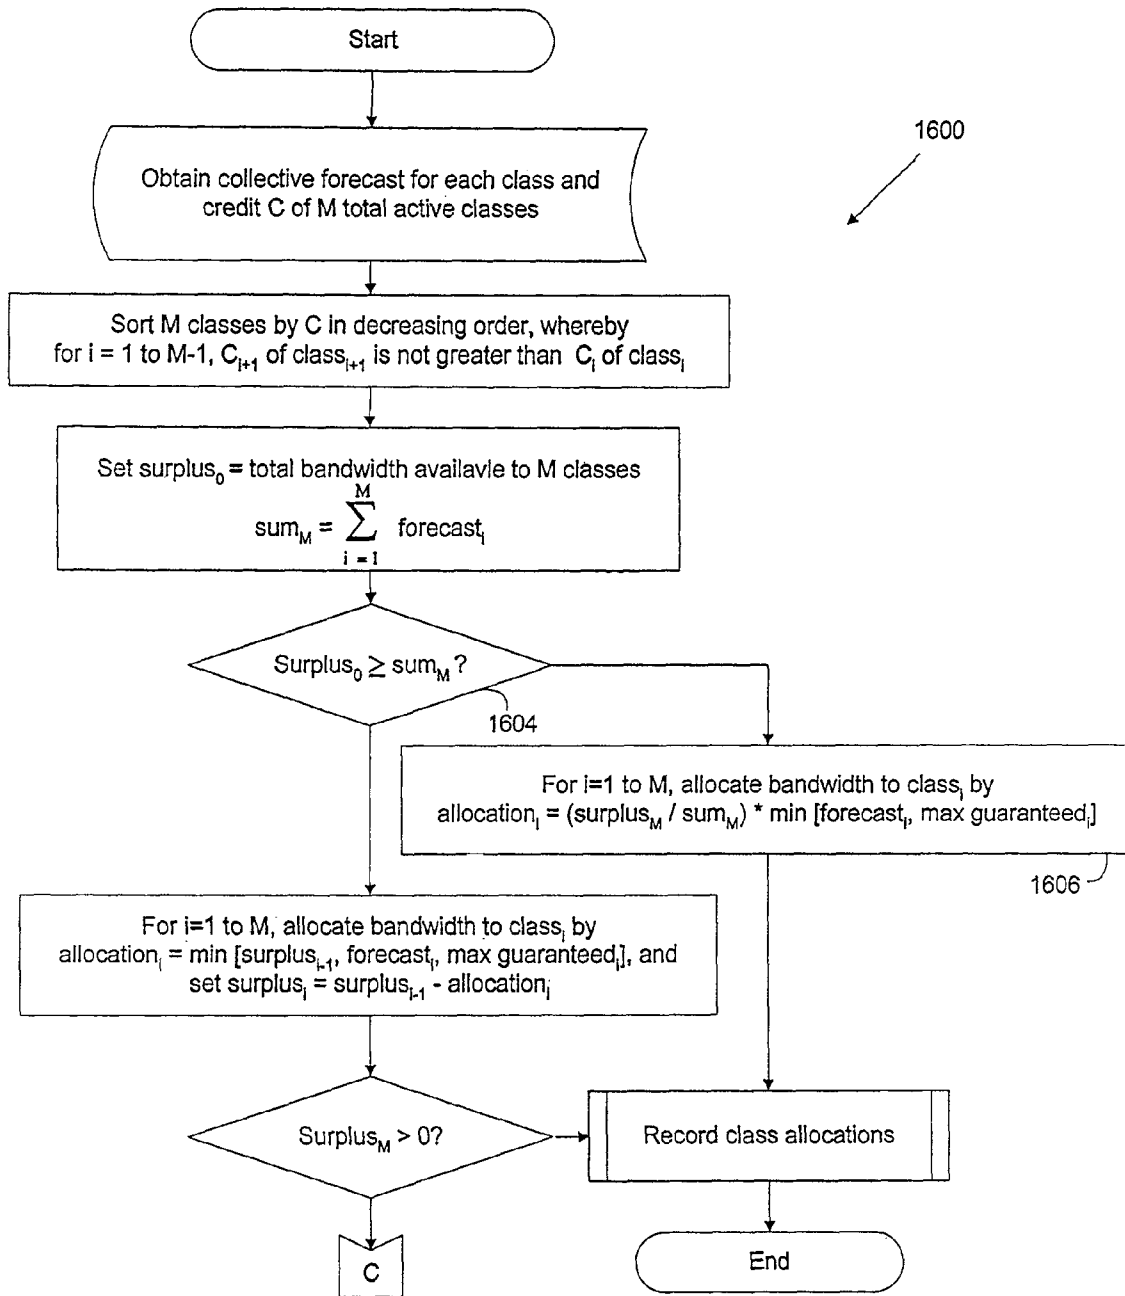 Start
1600
Obtain collective forecast for each class and
credit C of M total active classes
Sort M classes by C in decreasing order, whereby
for i = 1 to M-1, C_{i+1} of class_{i+1} is not greater than C_i of class_i
Set surplus_0 = total bandwidth availavie to M classes
sum_M = \sum_{i = 1}^{M} forecast_i
Surplus_0 ≥ sum_M ?
1604
For i=1 to M, allocate bandwidth to class_i by
allocation_i = (surplus_M / sum_M) * min [forecast_i, max guaranteed_i]
1606
For i=1 to M, allocate bandwidth to class_i by
allocation_i = min [surplus_{i-1}, forecast_i, max guaranteed_i], and
set surplus_i = surplus_{i-1} - allocation_i
Surplus_M > 0?
Record class allocations
C
End